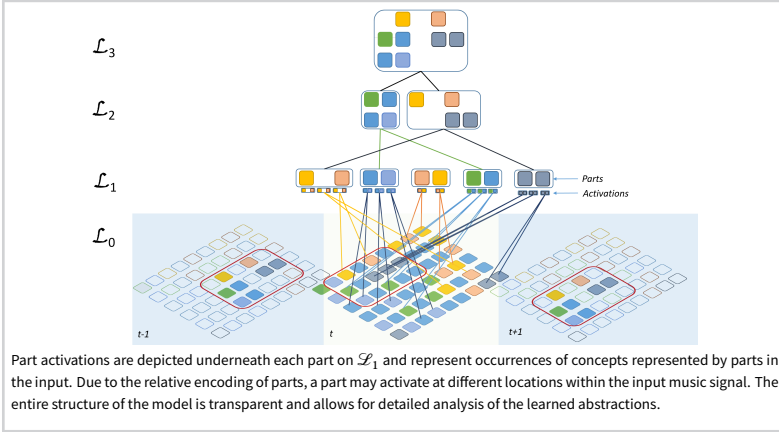 ℒ3
ℒ2
ℒ1
Parts
Activations
ℒ0
t-1
t
t+1
Part activations are depicted underneath each part on ℒ1 and represent occurrences of concepts represented by parts in
the input. Due to the relative encoding of parts, a part may activate at different locations within the input music signal. The
entire structure of the model is transparent and allows for detailed analysis of the learned abstractions.